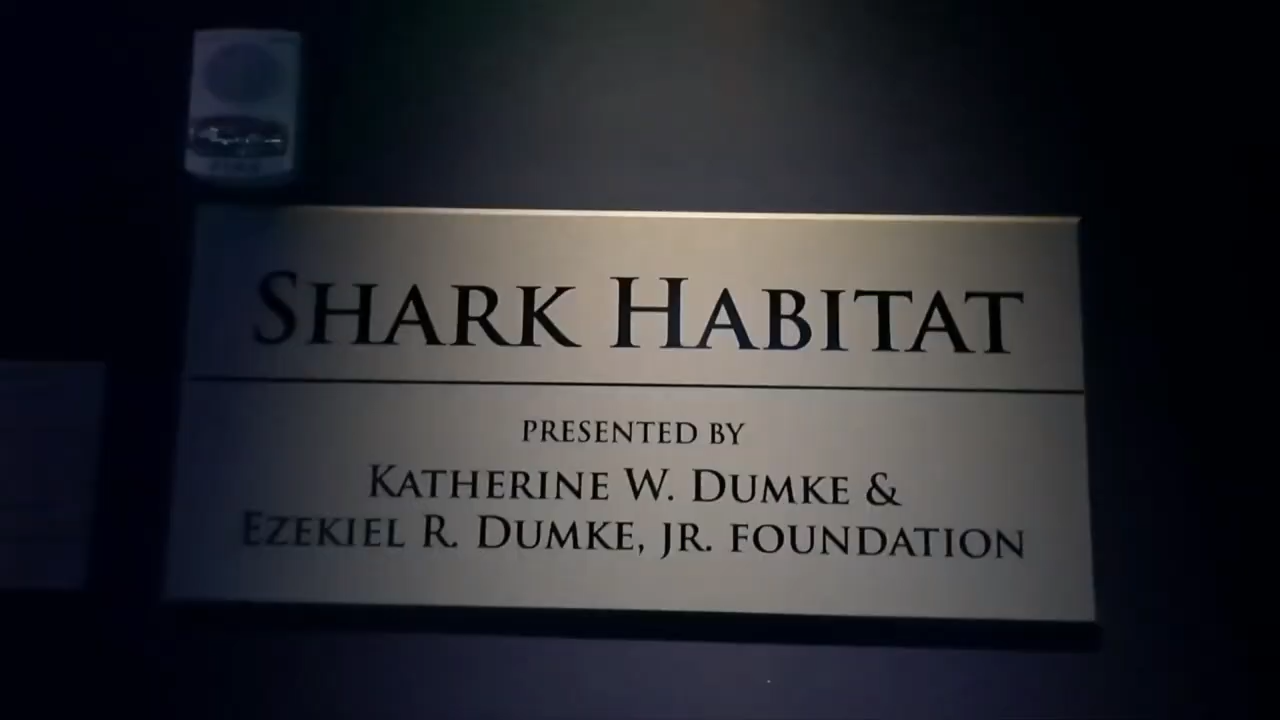 SHARK HABITAT
PRESENTED BY
KATHERINE W. DUMKE &
EZEKIEL R. DUMKE, JR. FOUNDATION